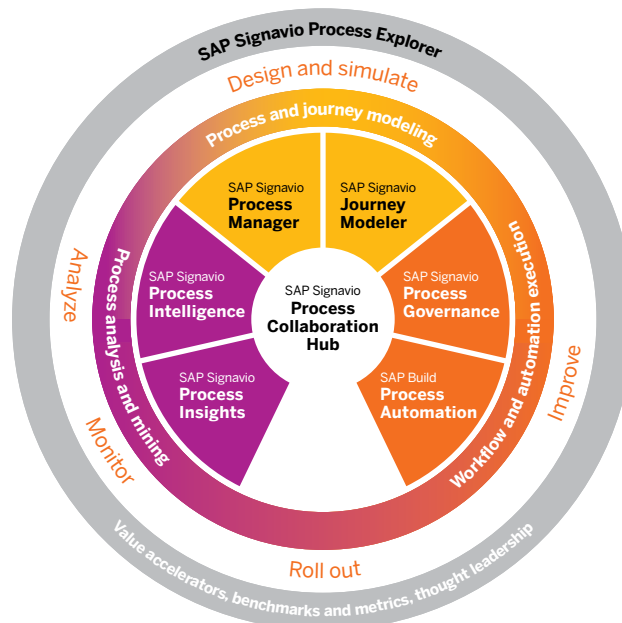 SAP Signavio Process Explorer
Design and simulate
Process and journey modeling
SAP Signavio
Process
Manager
SAP Signavio
Journey
Modeler
Analyze
Process analysis and mining
SAP Signavio
Process
Intelligence
SAP Signavio
Process
Collaboration
Hub
SAP Signavio
Process
Governance
Workflow and automation execution
Improve
SAP Signavio
Process
Insights
SAP Build
Process
Automation
Monitor
Roll out
Value accelerators, benchmarks and metrics, thought leadership